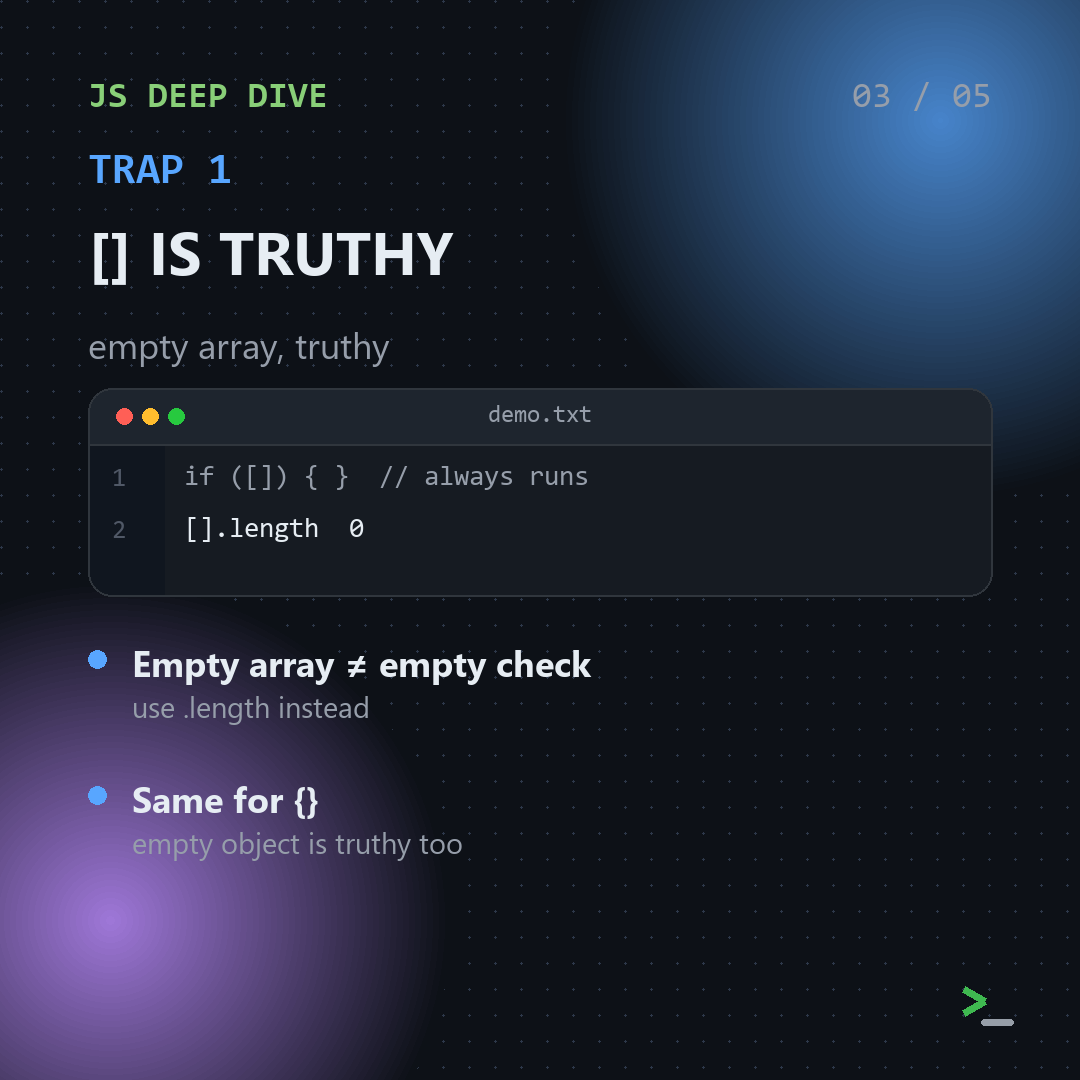 JS DEEP DIVE
03 / 05
TRAP 1
[] IS TRUTHY
empty array, truthy
demo.txt
1 if ([]) { }  // always runs
2 [].length  0
Empty array ≠ empty check
use .length instead
Same for {}
empty object is truthy too
>_